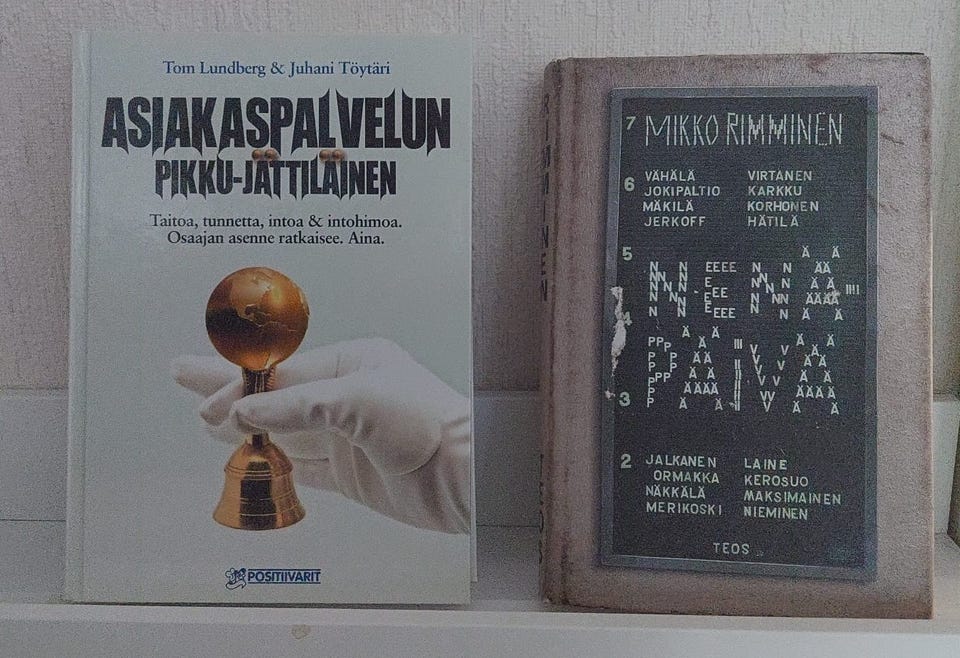 Tom Lundberg & Juhani Töytäri
ASIAKASPALVELUN
PIKKU-JÄTTILÄINEN
Taitoa, tunnetta, intoa & intohimoa.
Osaajan asenne ratkaisee. Aina.
POSITIIVARIT
7 MIKKO RIMMINEN
6 VÄHÄLÄ VIRTANEN
JOKIPALTIO KARKKU
MÄKILÄ KORHONEN
JERKOFF HÄTILÄ
5
NENÄ-
PÄIVÄ
3
2 JALKANEN LAINE
ORMAKKA KEROSUO
NÄKKÄLÄ MAKSIMAINEN
MERIKOSKI NIEMINEN
TEOS